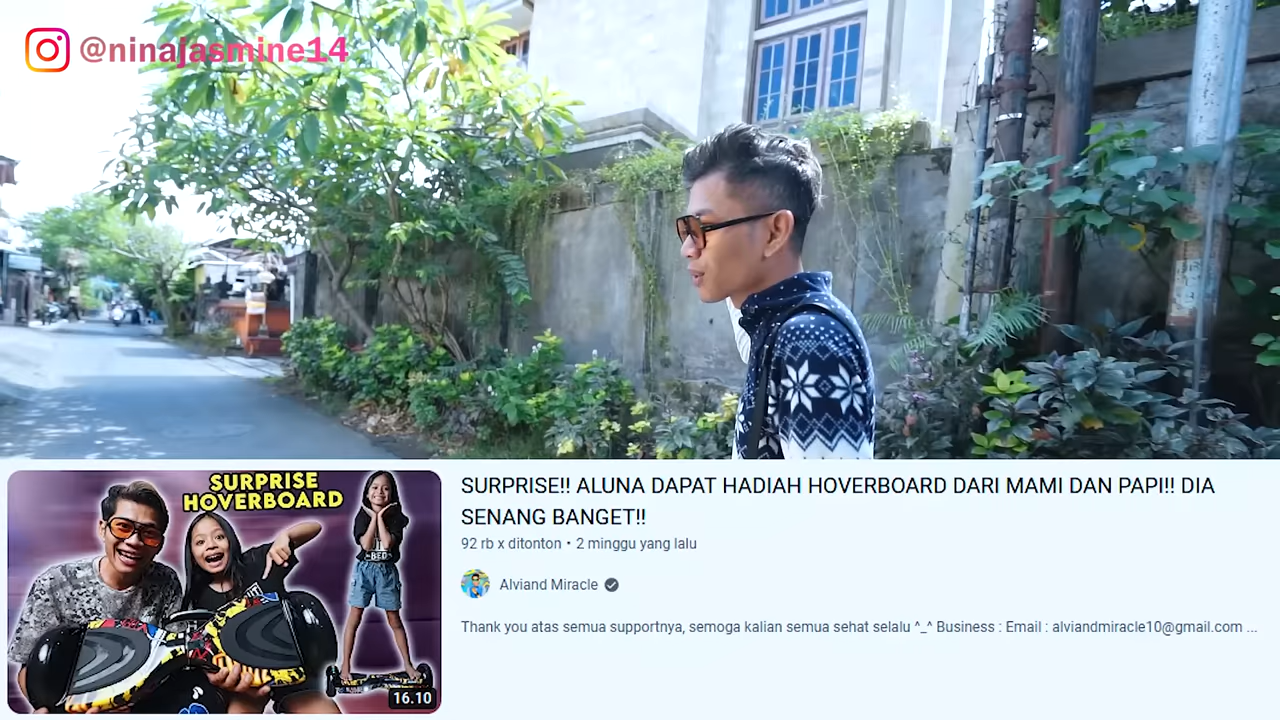 @ninajasmine14
SURPRISE
HOVERBOARD
BED
16.10
SURPRISE!! ALUNA DAPAT HADIAH HOVERBOARD DARI MAMI DAN PAPI!! DIA
SENANG BANGET!!
92 rb x ditonton • 2 minggu yang lalu
Alviand Miracle
Thank you atas semua supportnya, semoga kalian semua sehat selalu ^_^ Business : Email : alviandmiracle10@gmail.com ...